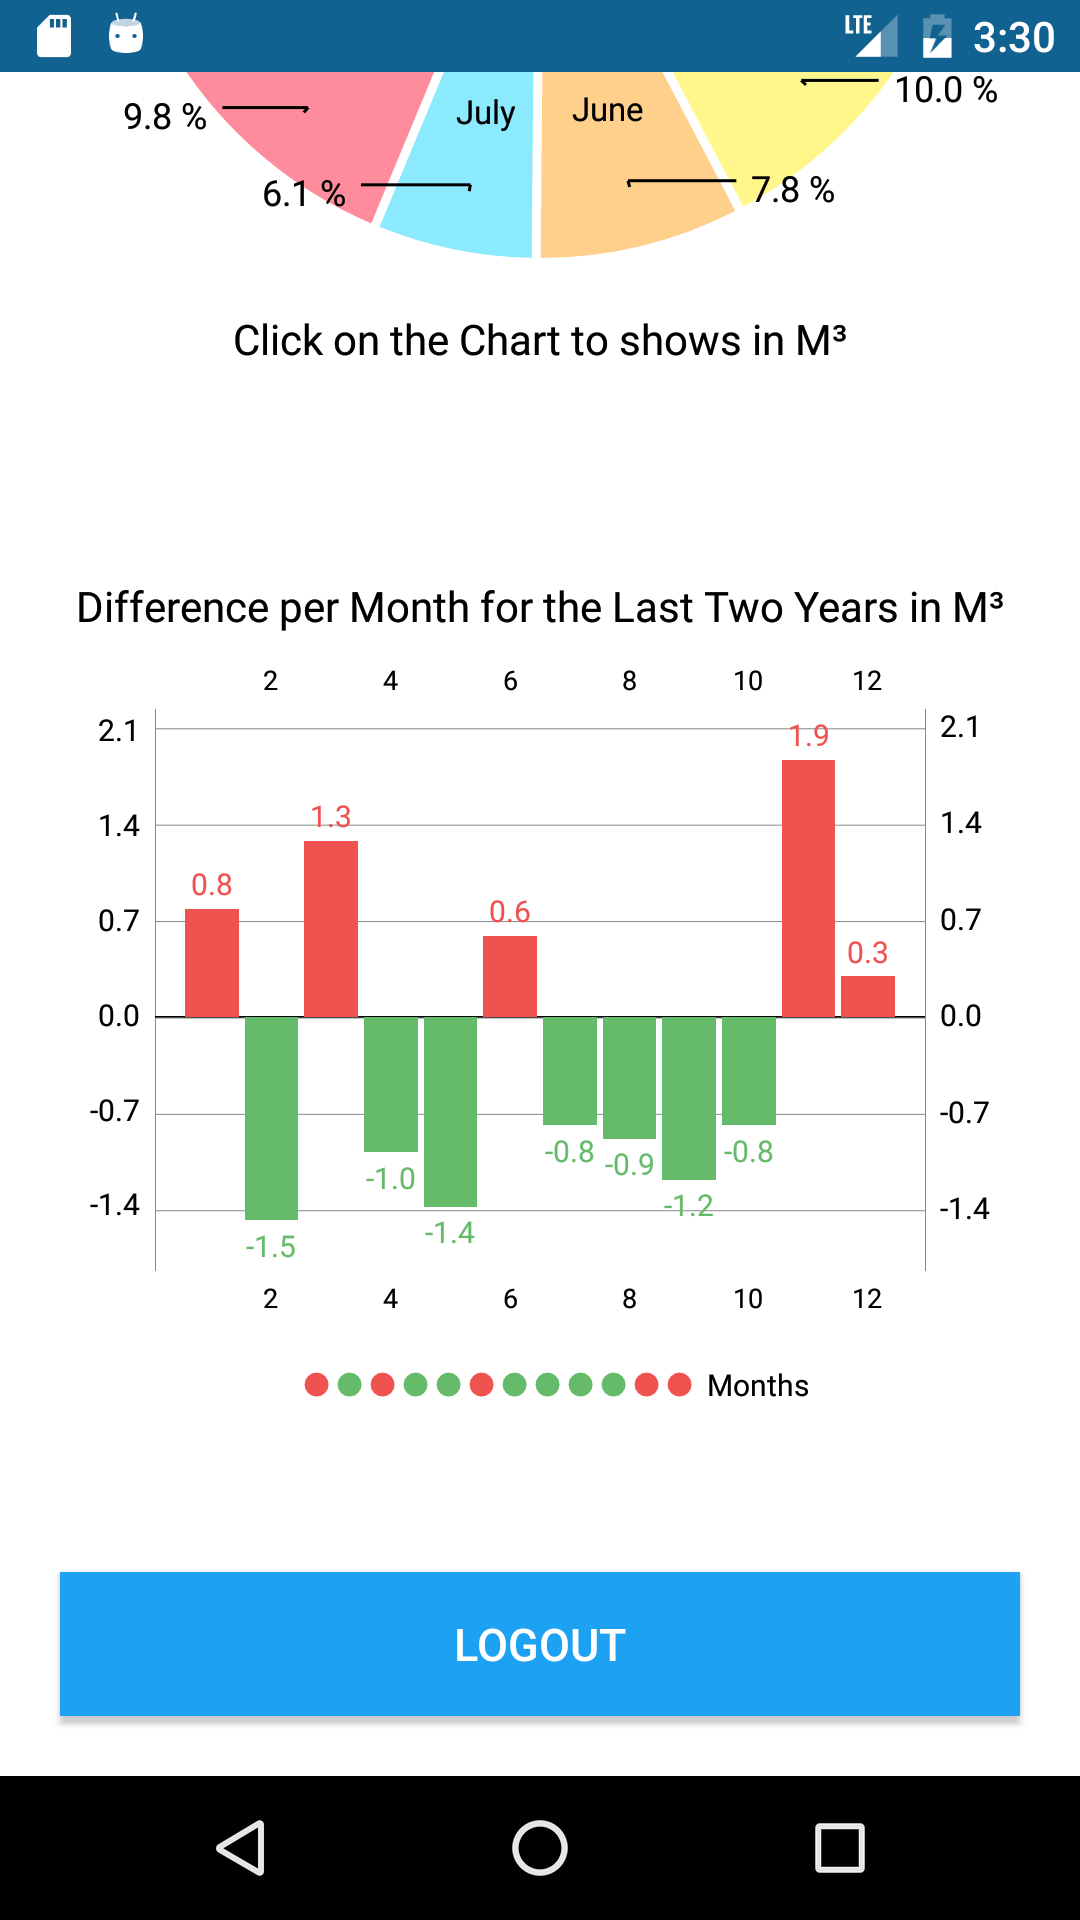 LTE 3:30
9.8 % July June 10.0 %
6.1 % 7.8 %
Click on the Chart to shows in M³
Difference per Month for the Last Two Years in M³
2 4 6 8 10 12
2.1 1.9 2.1
1.4 1.3 1.4
0.8
0.7 0.6 0.7
0.3
0.0 0.0
-0.7 -0.7
-0.8 -0.9 -0.8
-1.0
-1.4 -1.2 -1.4
-1.4
-1.5
2 4 6 8 10 12
Months
LOGOUT